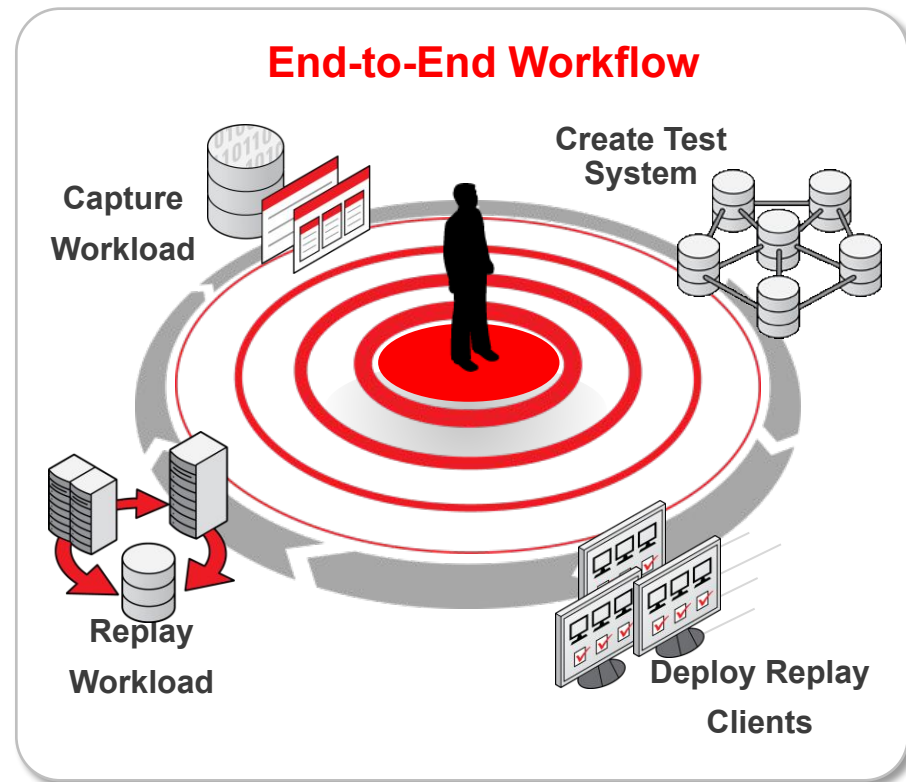 End-to-End Workflow
Create Test
System
Capture
Workload
Replay
Workload
Deploy Replay
Clients